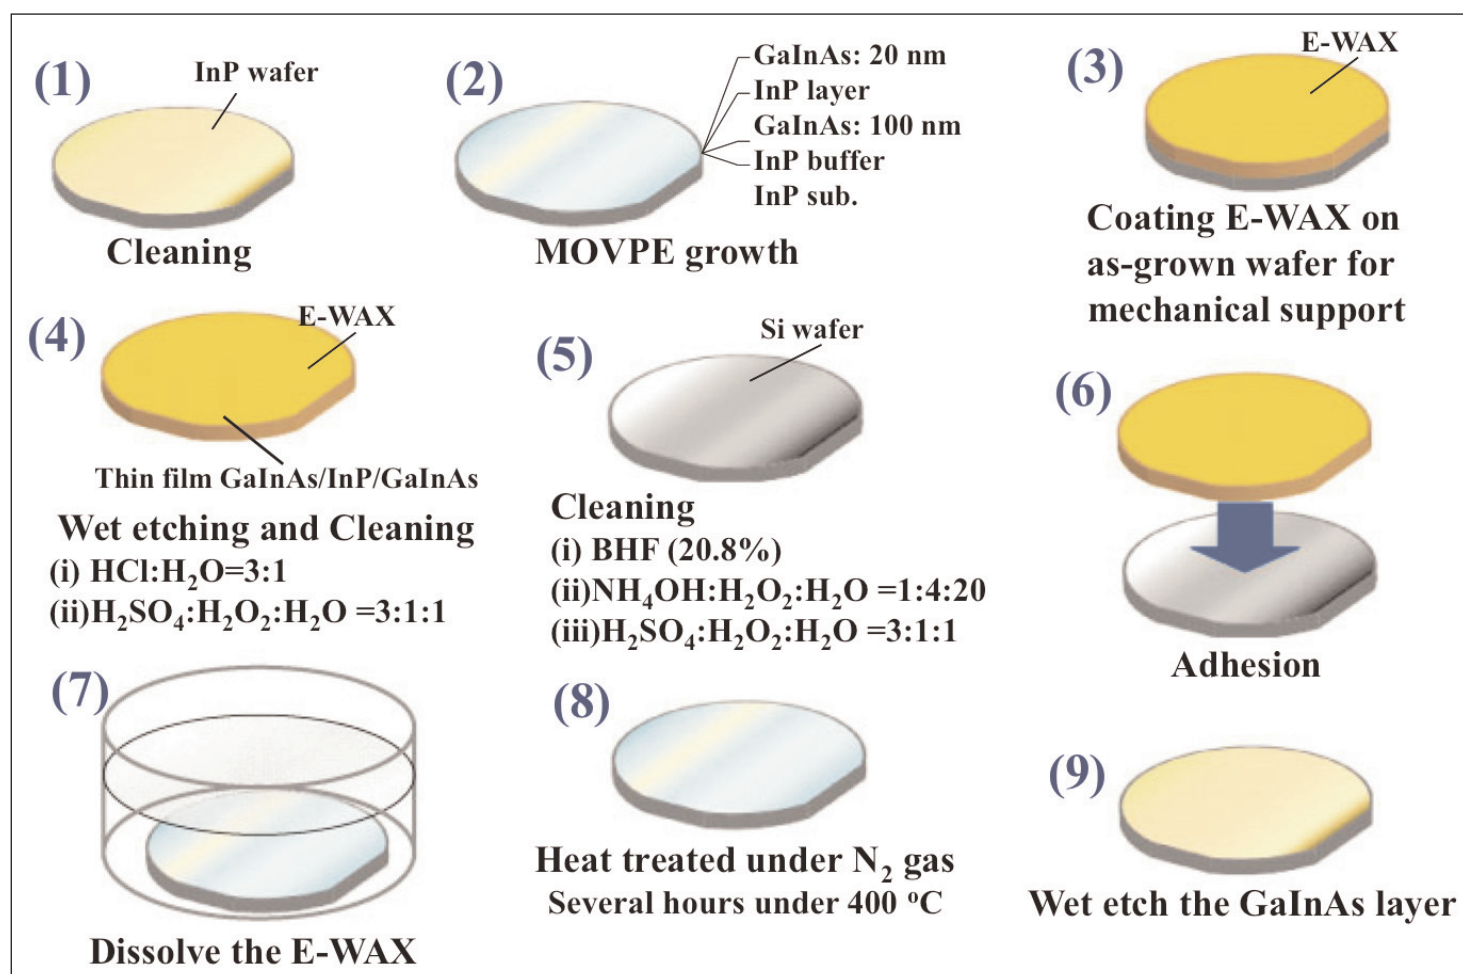 (1)
InP wafer
Cleaning
(2)
GaInAs: 20 nm
InP layer
GaInAs: 100 nm
InP buffer
InP sub.
MOVPE growth
(3)
E-WAX
Coating E-WAX on
as-grown wafer for
mechanical support
(4)
E-WAX
Thin film GaInAs/InP/GaInAs
Wet etching and Cleaning
(i) HCl:H₂O=3:1
(ii)H₂SO₄:H₂O₂:H₂O =3:1:1
(5)
Si wafer
Cleaning
(i) BHF (20.8%)
(ii)NH₄OH:H₂O₂:H₂O =1:4:20
(iii)H₂SO₄:H₂O₂:H₂O =3:1:1
(6)
Adhesion
(7)
Dissolve the E-WAX
(8)
Heat treated under N₂ gas
Several hours under 400 ºC
(9)
Wet etch the GaInAs layer